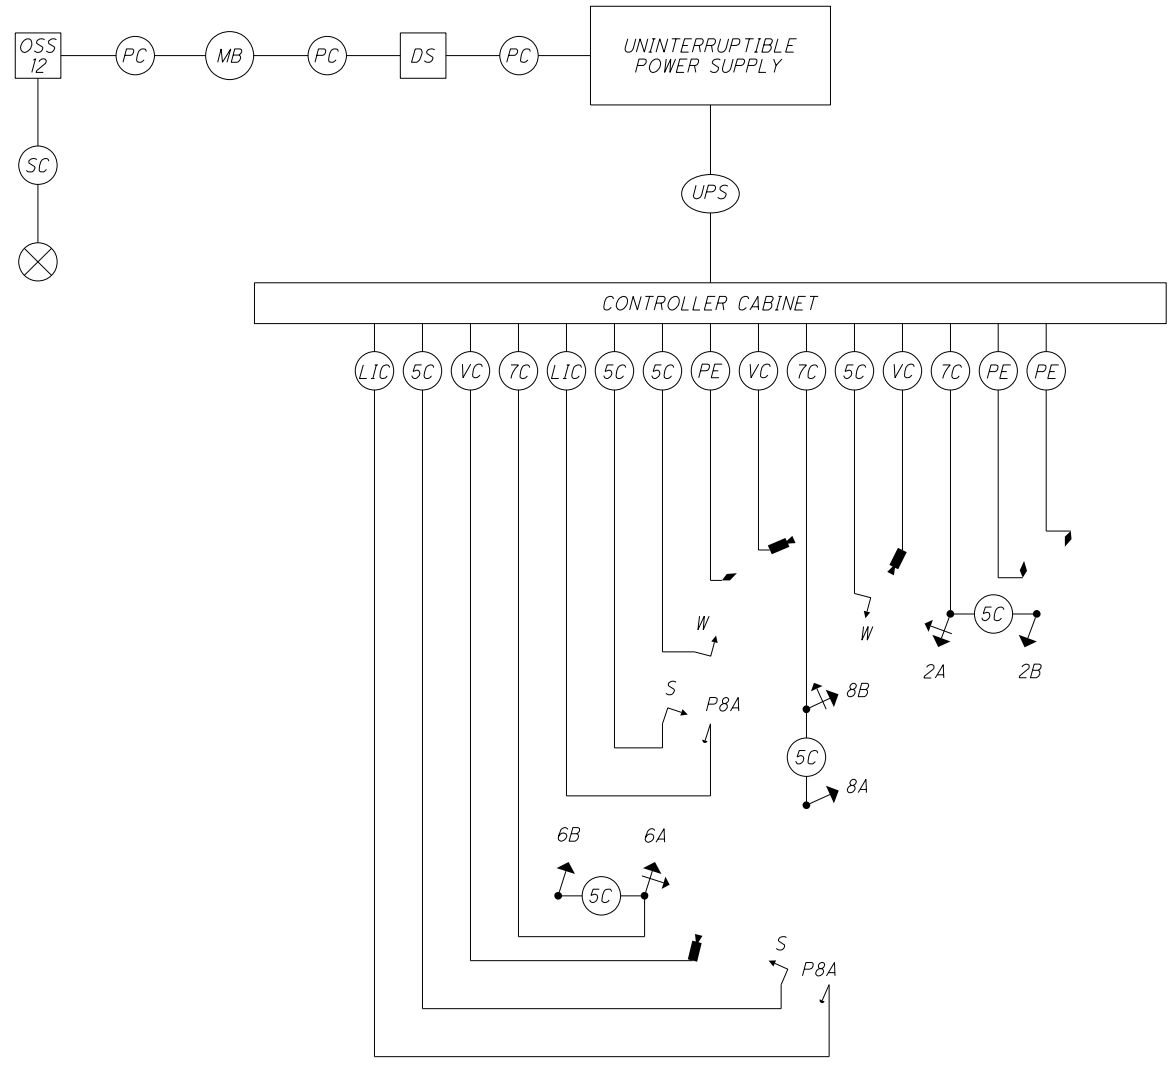 OSS
12
PC
MB
PC
DS
PC
UNINTERRUPTIBLE
POWER SUPPLY
SC
UPS
CONTROLLER CABINET
LIC
5C
VC
7C
LIC
5C
5C
PE
VC
7C
5C
VC
7C
PE
PE
5C
W
W
2A
2B
S
P8A
8B
5C
8A
6B
6A
5C
S
P8A